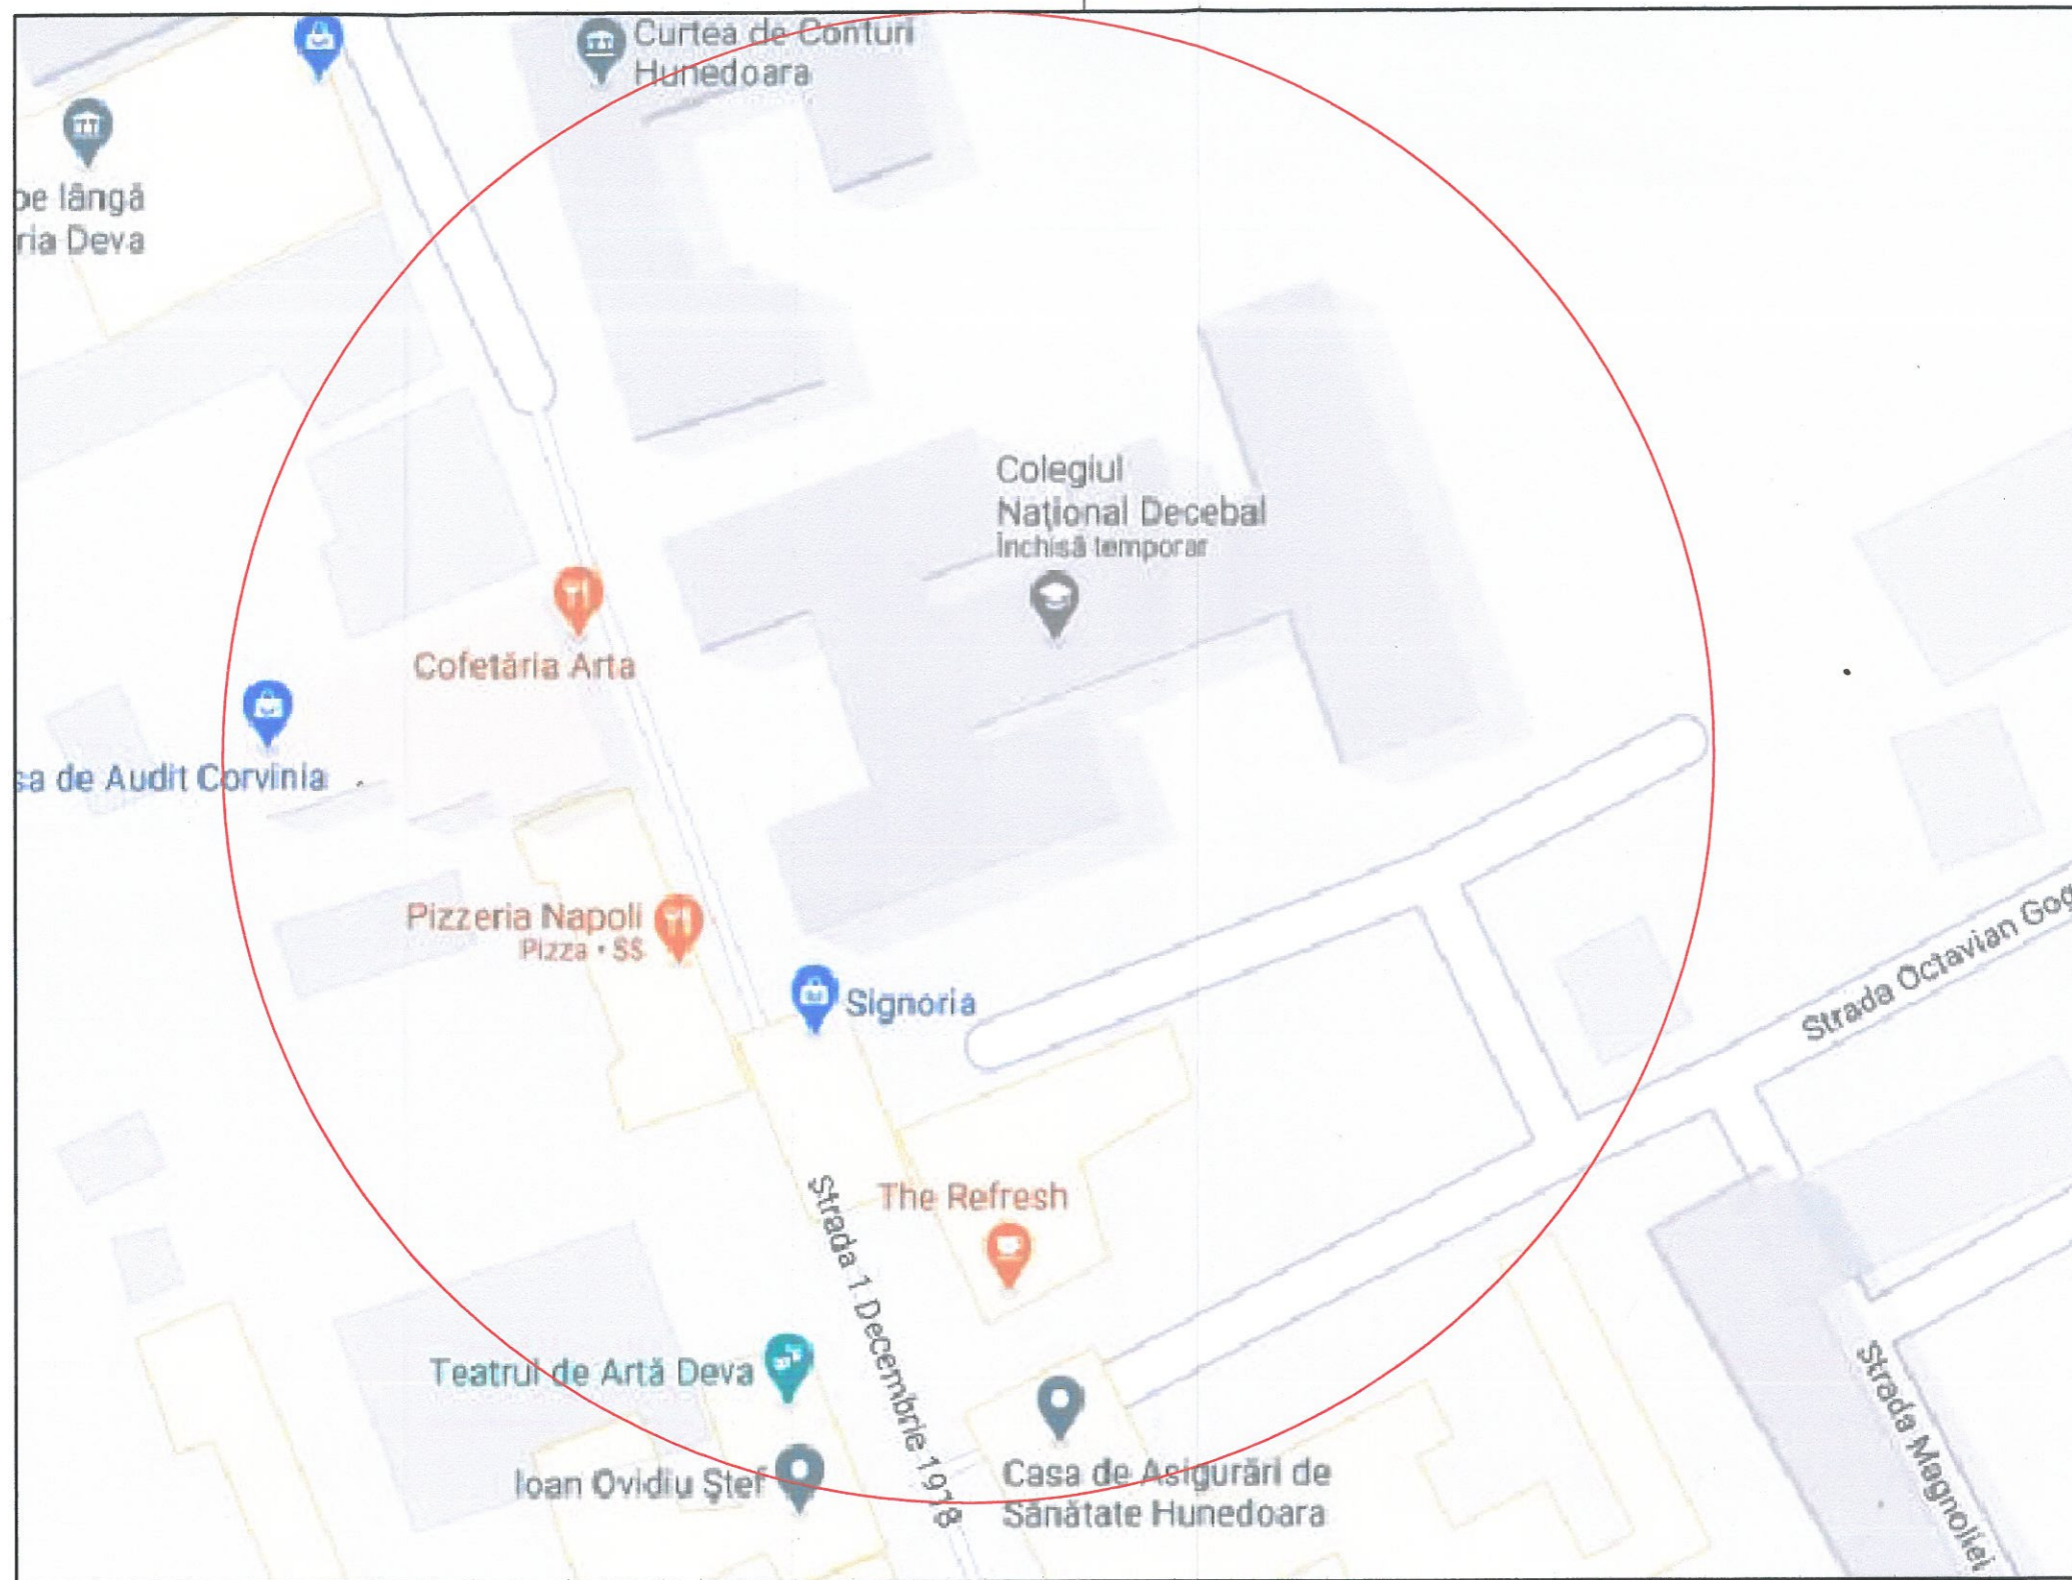 Curtea de Conturi
Hunedoara
pe lângă
ria Deva
Colegiul
Național Decebal
Închisă temporar
Cofetăria Arta
sa de Audit Corvinia
Pizzeria Napoli
Pizza • $$
Signoria
Strada Octavian Gog
The Refresh
Strada 1 Decembrie 1918
Teatrul de Artă Deva
Ioan Ovidiu Ștef
Casa de Asigurări de
Sănătate Hunedoara
Strada Magnoliei